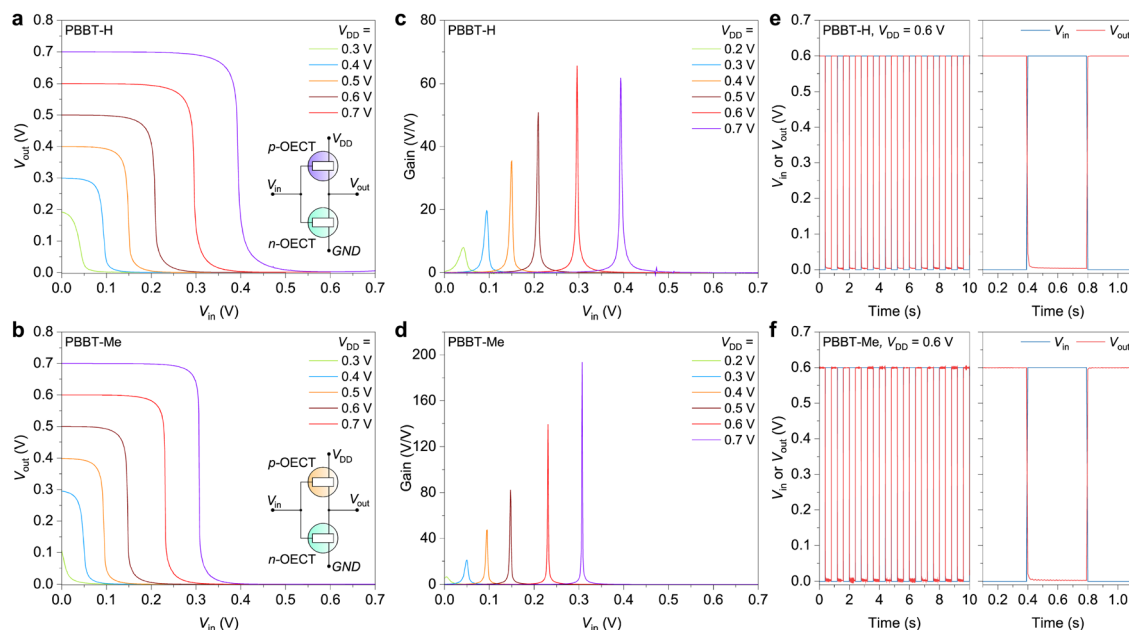 a
PBBT-H
V_DD =
0.3 V
0.4 V
0.5 V
0.6 V
0.7 V
V_out (V)
0.8
0.7
0.6
0.5
0.4
0.3
0.2
0.1
0.0
p-OECT
V_DD
V_in
V_out
n-OECT
GND
0.0 0.1 0.2 0.3 0.4 0.5 0.6 0.7
V_in (V)
c
PBBT-H
V_DD =
0.2 V
0.3 V
0.4 V
0.5 V
0.6 V
0.7 V
Gain (V/V)
80
60
40
20
0
0.0 0.1 0.2 0.3 0.4 0.5 0.6 0.7
V_in (V)
e
PBBT-H, V_DD = 0.6 V
V_in
V_out
V_in or V_out (V)
0.7
0.6
0.5
0.4
0.3
0.2
0.1
0.0
0 2 4 6 8 10
Time (s)
0.2 0.4 0.6 0.8 1.0
Time (s)
b
PBBT-Me
V_DD =
0.3 V
0.4 V
0.5 V
0.6 V
0.7 V
V_out (V)
0.8
0.7
0.6
0.5
0.4
0.3
0.2
0.1
0.0
p-OECT
V_DD
V_in
V_out
n-OECT
GND
0.0 0.1 0.2 0.3 0.4 0.5 0.6 0.7
V_in (V)
d
PBBT-Me
V_DD =
0.2 V
0.3 V
0.4 V
0.5 V
0.6 V
0.7 V
Gain (V/V)
200
160
120
80
40
0
0.0 0.1 0.2 0.3 0.4 0.5 0.6 0.7
V_in (V)
f
PBBT-Me, V_DD = 0.6 V
V_in
V_out
V_in or V_out (V)
0.7
0.6
0.5
0.4
0.3
0.2
0.1
0.0
0 2 4 6 8 10
Time (s)
0.2 0.4 0.6 0.8 1.0
Time (s)